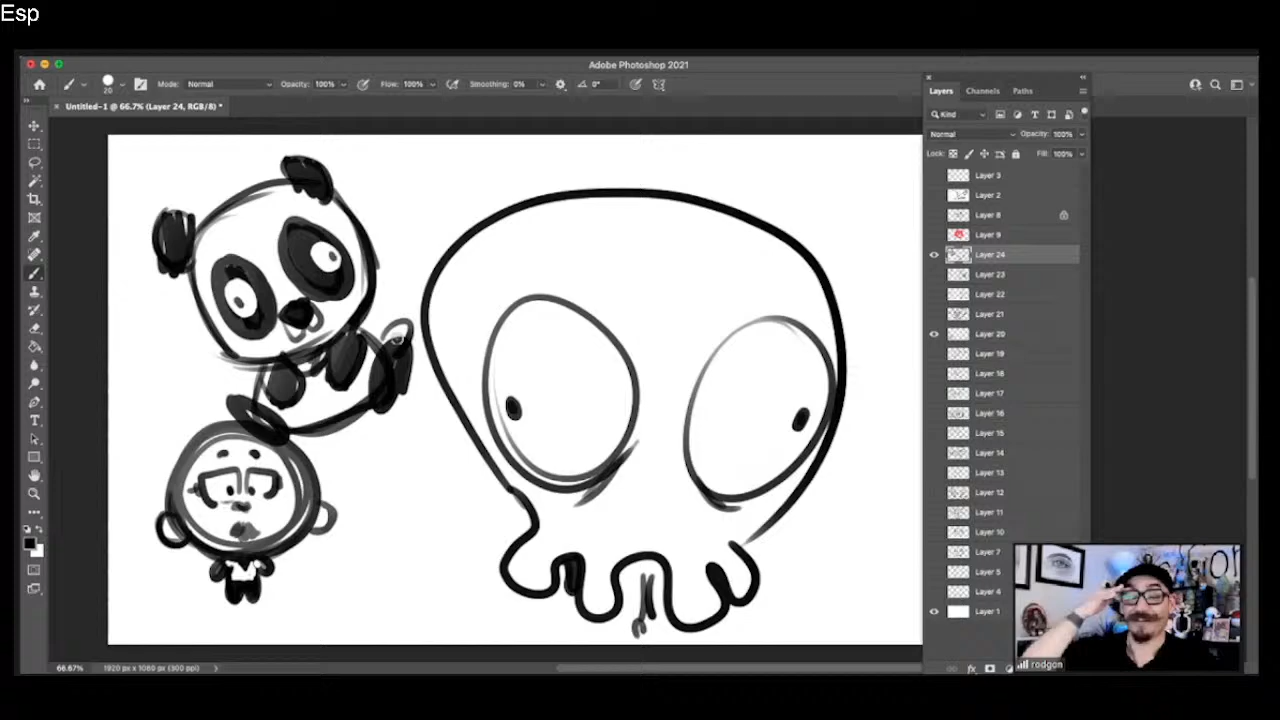 Esp
Adobe Photoshop 2021
20 Mode: Normal Opacity: 100% Flow: 100% Smoothing: 0% 0°
× Untitled-1 @ 66.7% (Layer 24, RGB/8) *
Layers Channels Paths
Kind
Normal Opacity: 100%
Lock: Fill: 100%
Layer 3
Layer 2
Layer 8
Layer 9
Layer 24
Layer 23
Layer 22
Layer 21
Layer 20
Layer 19
Layer 18
Layer 17
Layer 16
Layer 15
Layer 14
Layer 13
Layer 12
Layer 11
Layer 10
Layer 7
Layer 5
Layer 4
Layer 1
fx
rodgon
66.67% 1920 px x 1080 px (300 ppi)